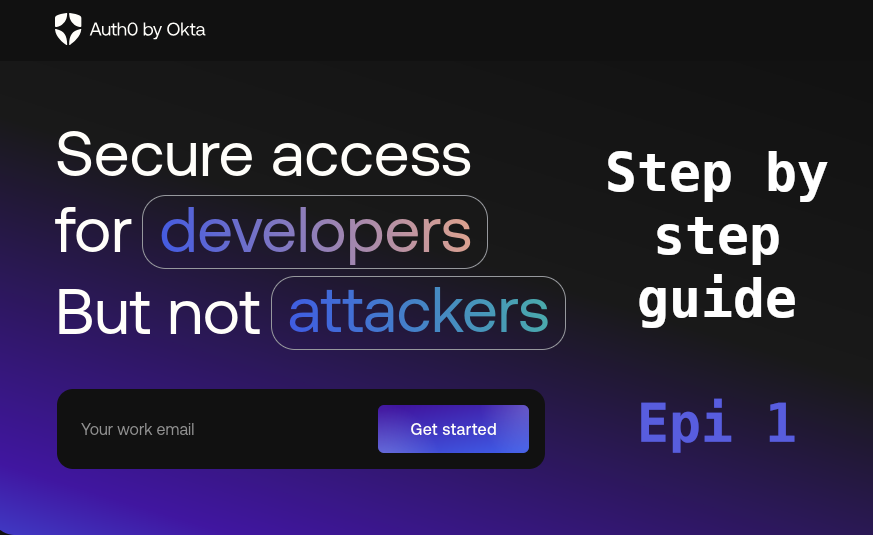 Auth0 by Okta
Secure access
for developers
But not attackers
Your work email
Get started
Step by
step
guide
Epi 1